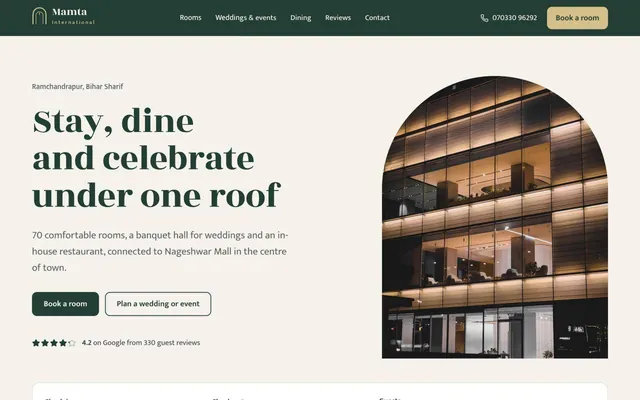 Mamta
International
Rooms
Weddings & events
Dining
Reviews
Contact
070330 96292
Book a room
Ramchandrapur, Bihar Sharif
Stay, dine
and celebrate
under one roof
70 comfortable rooms, a banquet hall for weddings and an in-
house restaurant, connected to Nageshwar Mall in the centre
of town.
Book a room
Plan a wedding or event
4.2 on Google from 330 guest reviews